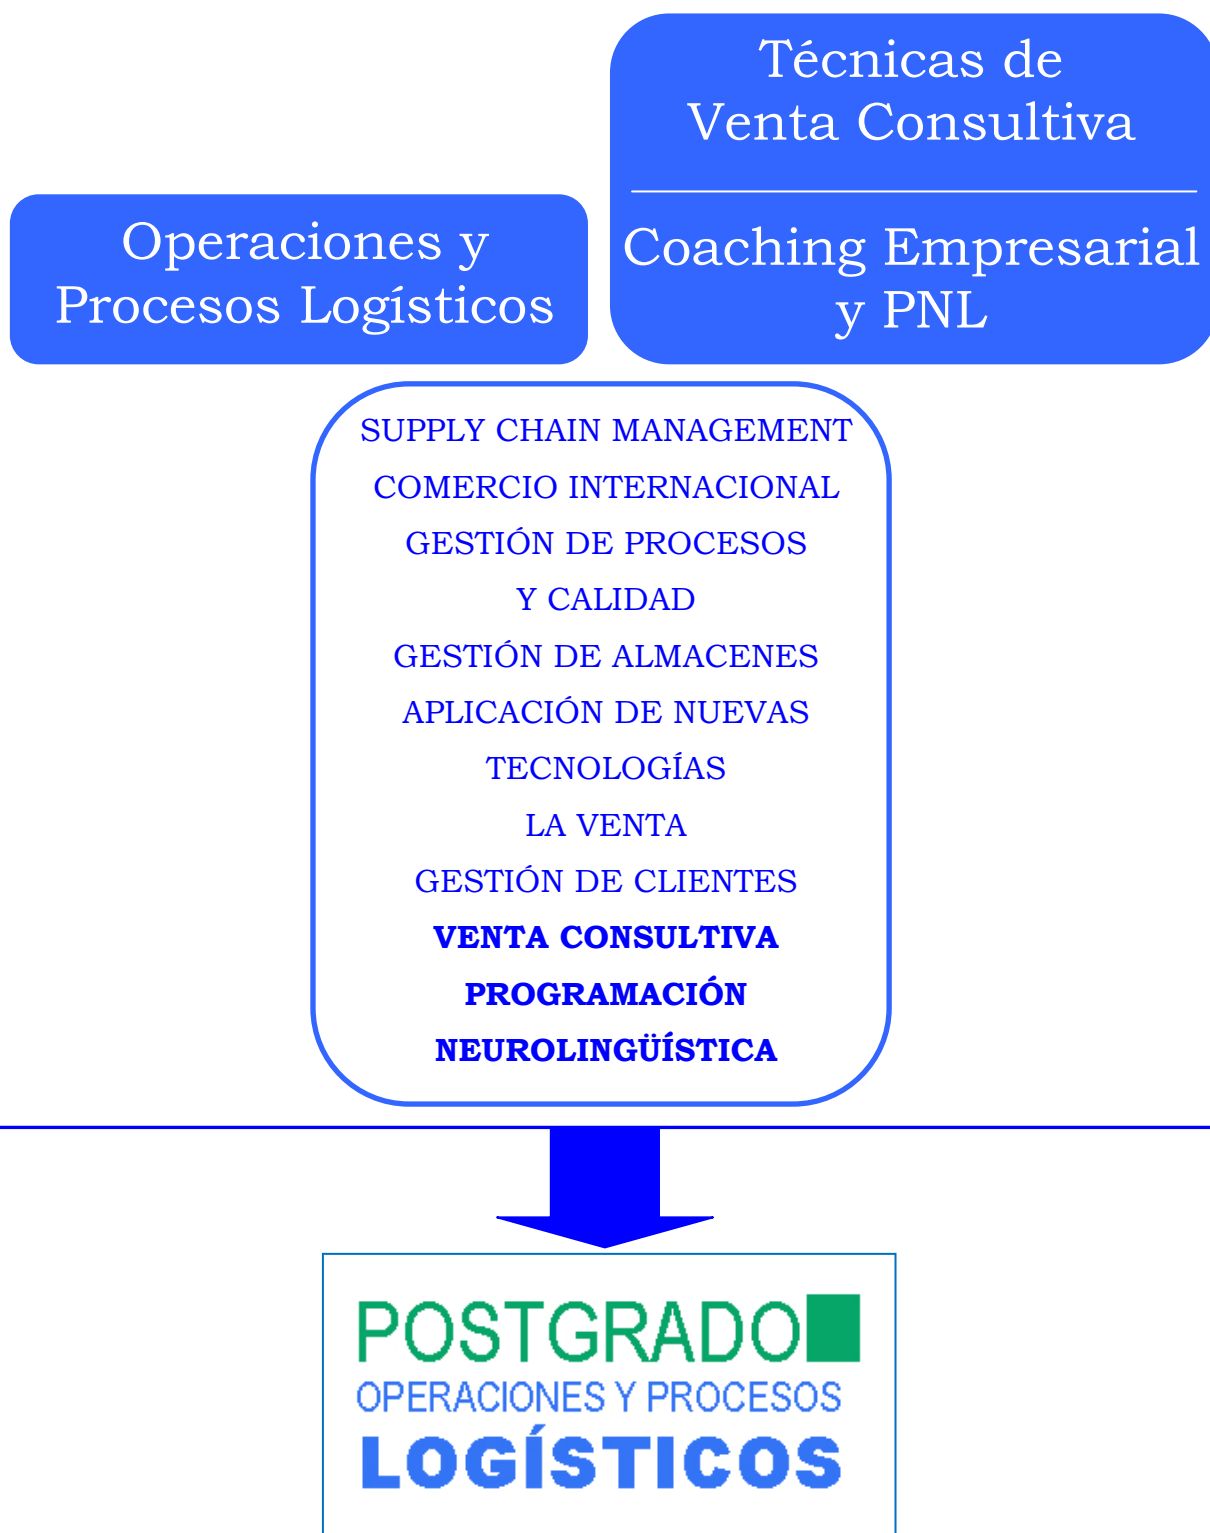 Técnicas de
Venta Consultiva
Coaching Empresarial
y PNL
Operaciones y
Procesos Logísticos
SUPPLY CHAIN MANAGEMENT
COMERCIO INTERNACIONAL
GESTIÓN DE PROCESOS
Y CALIDAD
GESTIÓN DE ALMACENES
APLICACIÓN DE NUEVAS
TECNOLOGÍAS
LA VENTA
GESTIÓN DE CLIENTES
VENTA CONSULTIVA
PROGRAMACIÓN
NEUROLINGÜÍSTICA
POSTGRADO
OPERACIONES Y PROCESOS
LOGÍSTICOS